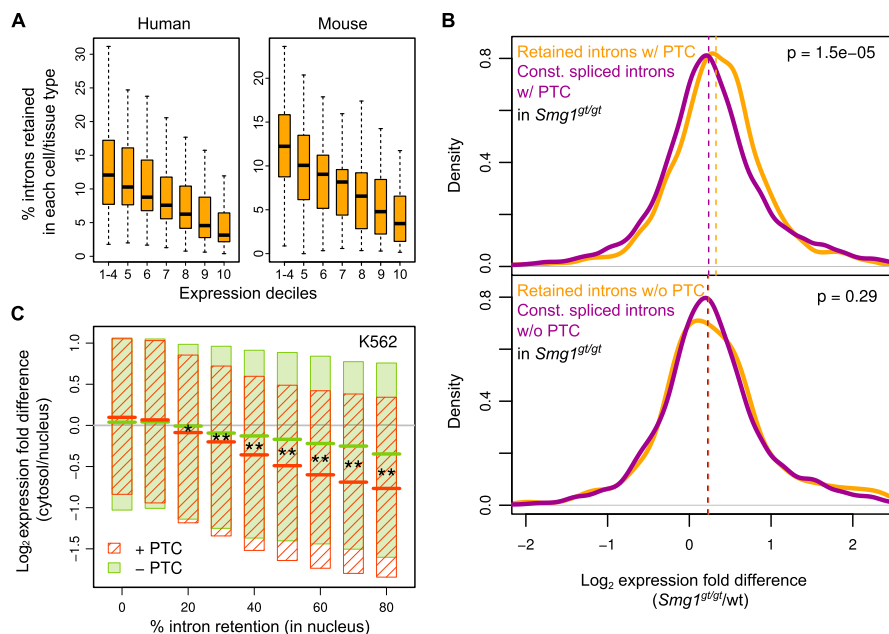 A
Human
Mouse
% introns retained
in each cell/tissue type
30
25
20
15
10
5
0
20
15
10
5
0
1-4 5 6 7 8 9 10
1-4 5 6 7 8 9 10
Expression deciles
B
Retained introns w/ PTC
Const. spliced introns
w/ PTC
in Smg1gt/gt
p = 1.5e−05
Density
0.8
0.4
0.0
Retained introns w/o PTC
Const. spliced introns
w/o PTC
in Smg1gt/gt
p = 0.29
Density
0.8
0.4
0.0
−2 −1 0 1 2
Log2 expression fold difference
(Smg1gt/gt/wt)
C
K562
Log2 expression fold difference
(cytosol/nucleus)
1.0
0.5
0.0
−0.5
−1.0
−1.5
* ** ** ** ** ** **
+ PTC
− PTC
0 20 40 60 80
% intron retention (in nucleus)